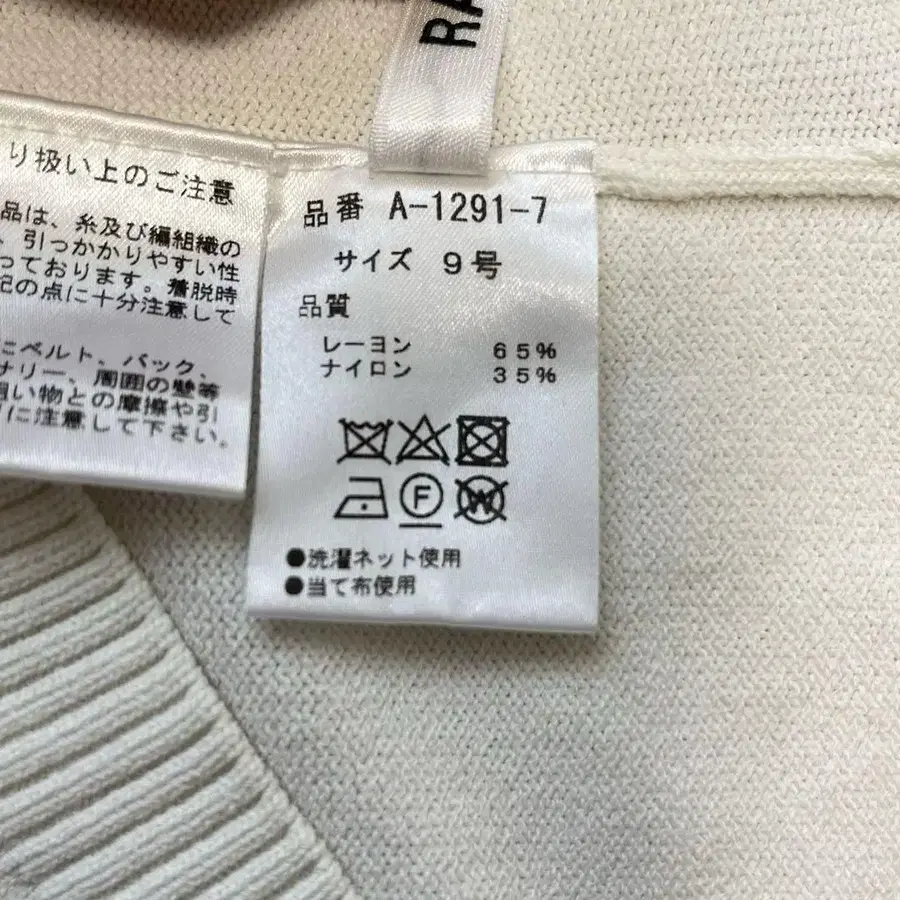 RA
り扱い上のご注意
品は、糸及び編組織の
、引っかかりやすい性
っております。着脱時
記の点に十分注意して
ベルト、バック、
ナリー、周囲の壁等
い物との摩擦や引
に注意して下さい。
品番 A-1291-7
サイズ 9号
品質
レーヨン 65%
ナイロン 35%
F
W
●洗濯ネット使用
●当て布使用